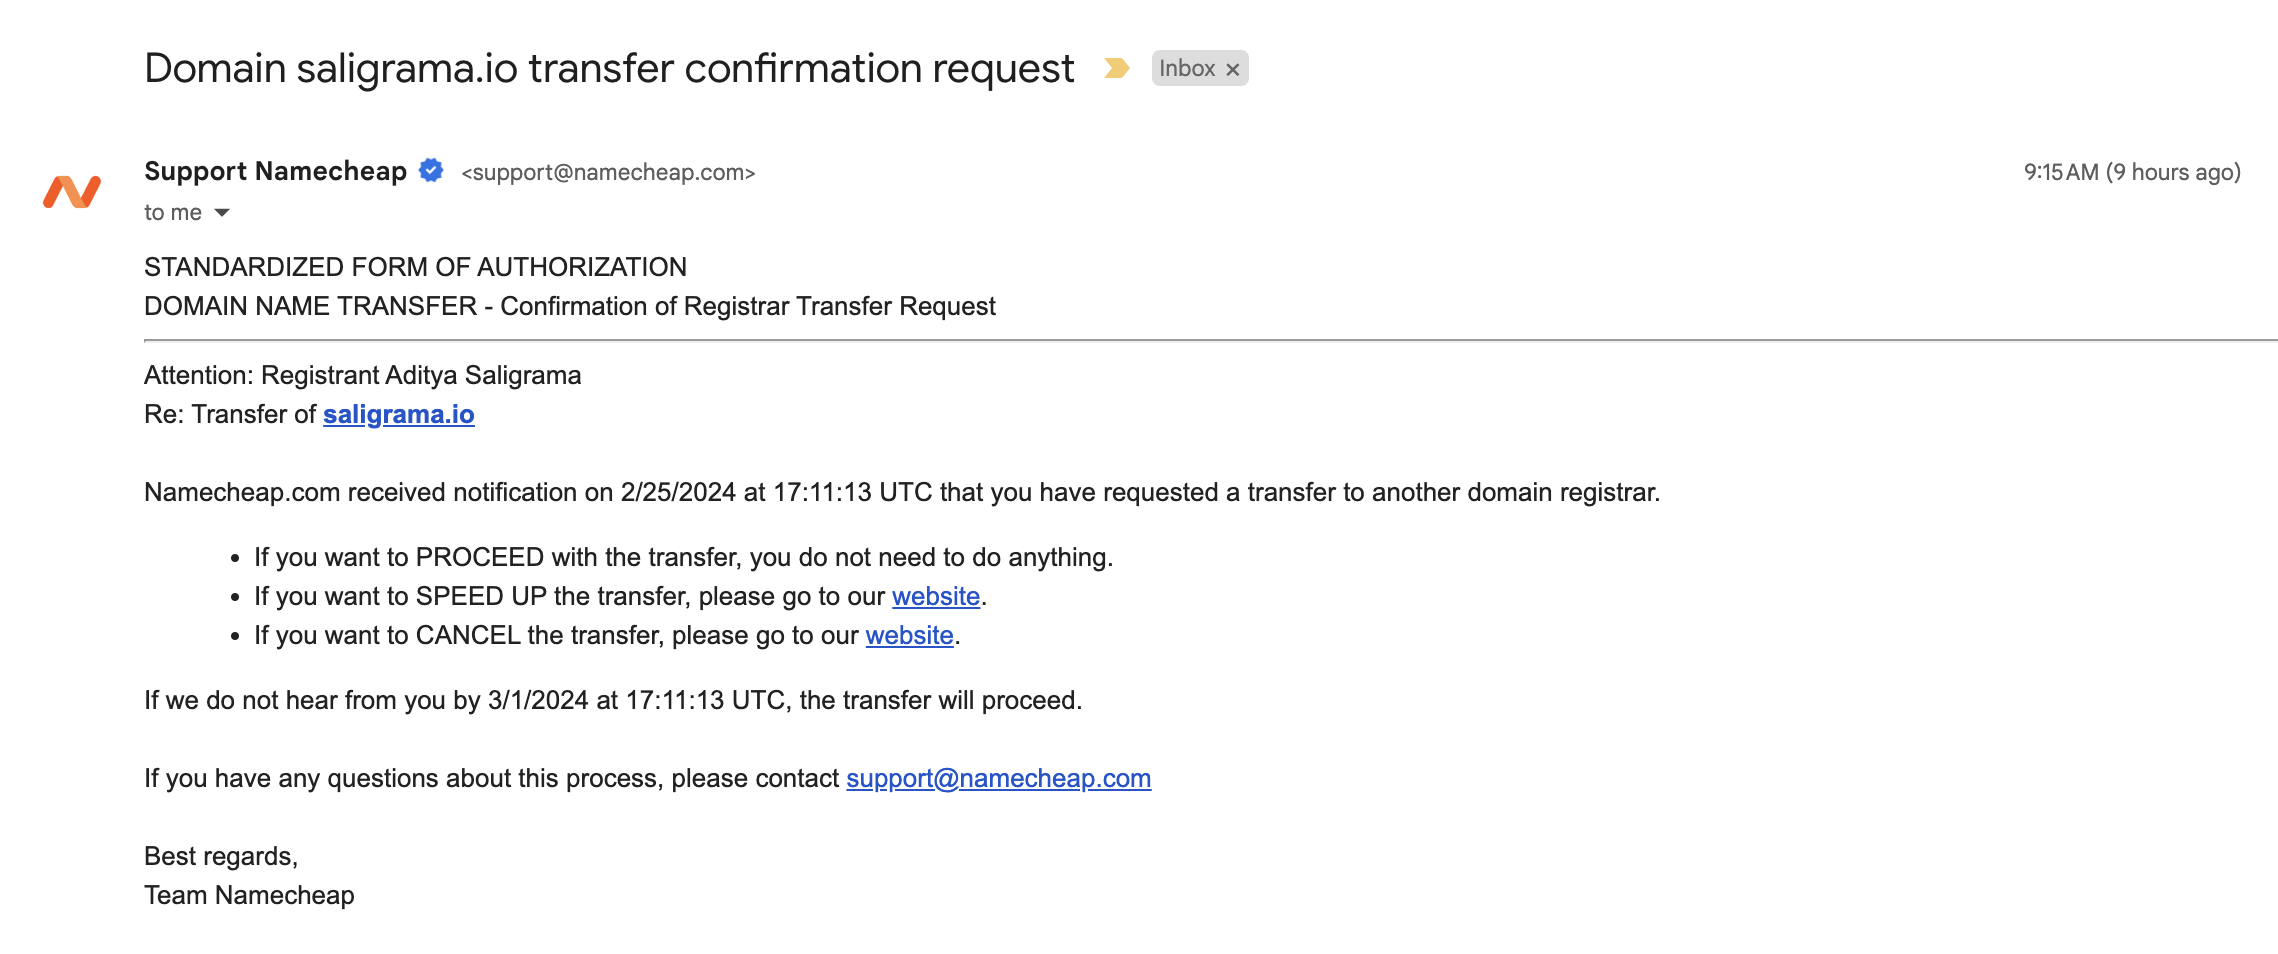 Domain saligrama.io transfer confirmation request Inbox ×
Support Namecheap <support@namecheap.com> 9:15 AM (9 hours ago)
to me
STANDARDIZED FORM OF AUTHORIZATION
DOMAIN NAME TRANSFER - Confirmation of Registrar Transfer Request
Attention: Registrant Aditya Saligrama
Re: Transfer of saligrama.io
Namecheap.com received notification on 2/25/2024 at 17:11:13 UTC that you have requested a transfer to another domain registrar.
• If you want to PROCEED with the transfer, you do not need to do anything.
• If you want to SPEED UP the transfer, please go to our website.
• If you want to CANCEL the transfer, please go to our website.
If we do not hear from you by 3/1/2024 at 17:11:13 UTC, the transfer will proceed.
If you have any questions about this process, please contact support@namecheap.com
Best regards,
Team Namecheap